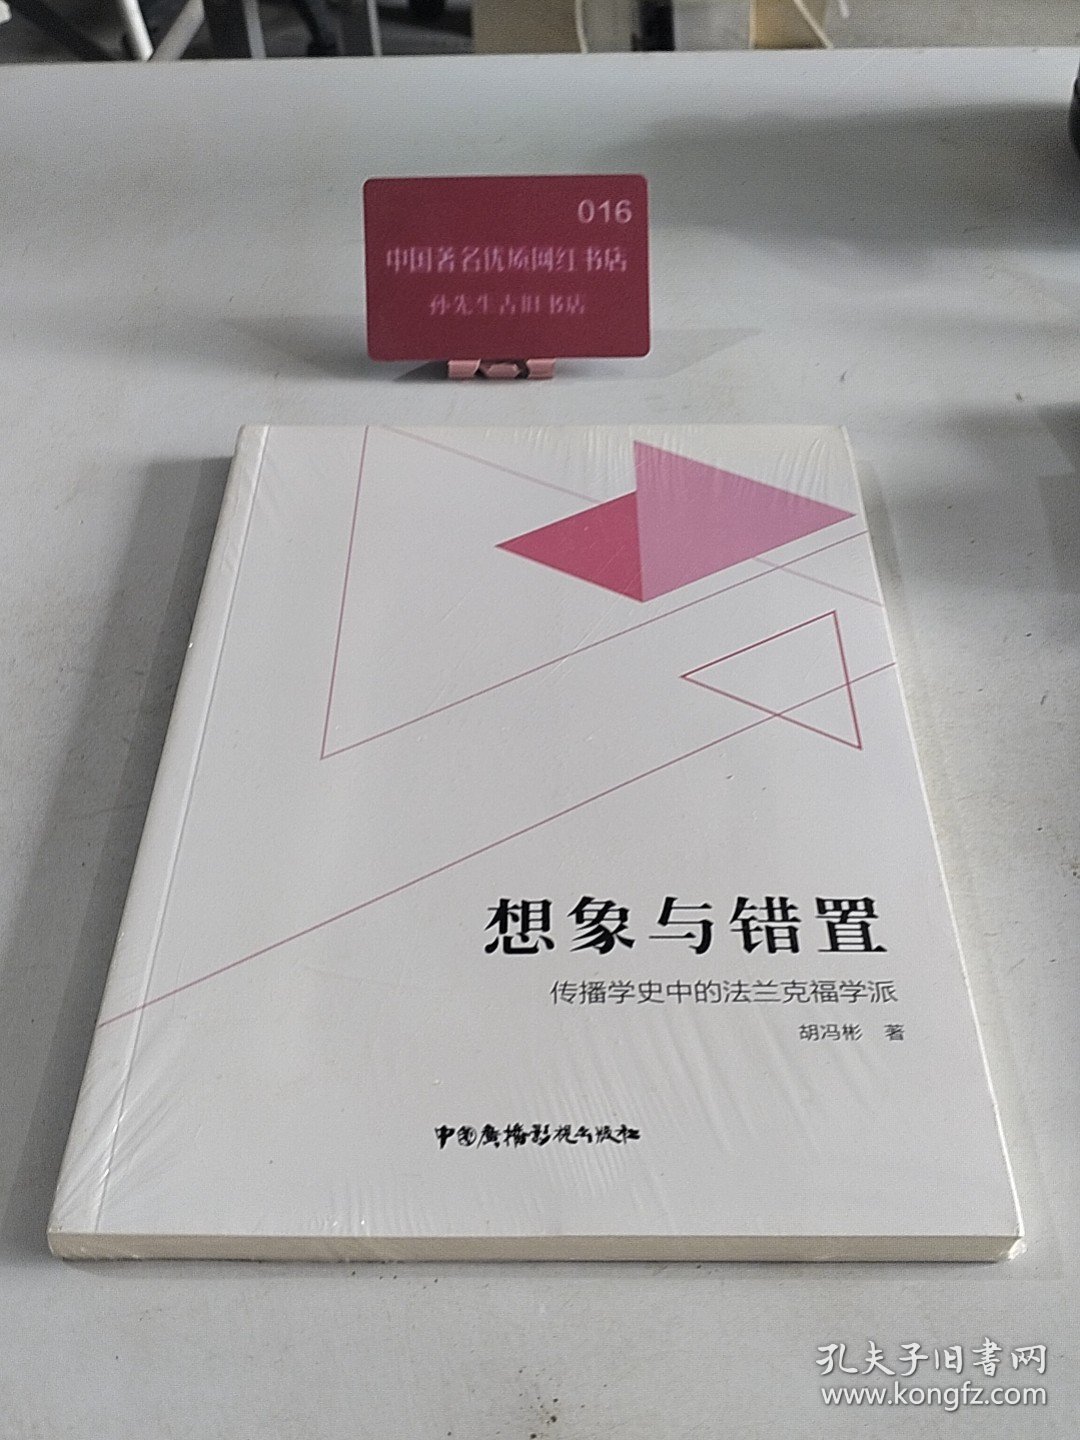 016
中国著名优质网红书店
孙先生古旧书店
想象与错置
传播学史中的法兰克福学派
胡冯彬 著
中国广播影视出版社
孔夫子旧書网
www.kongfz.com